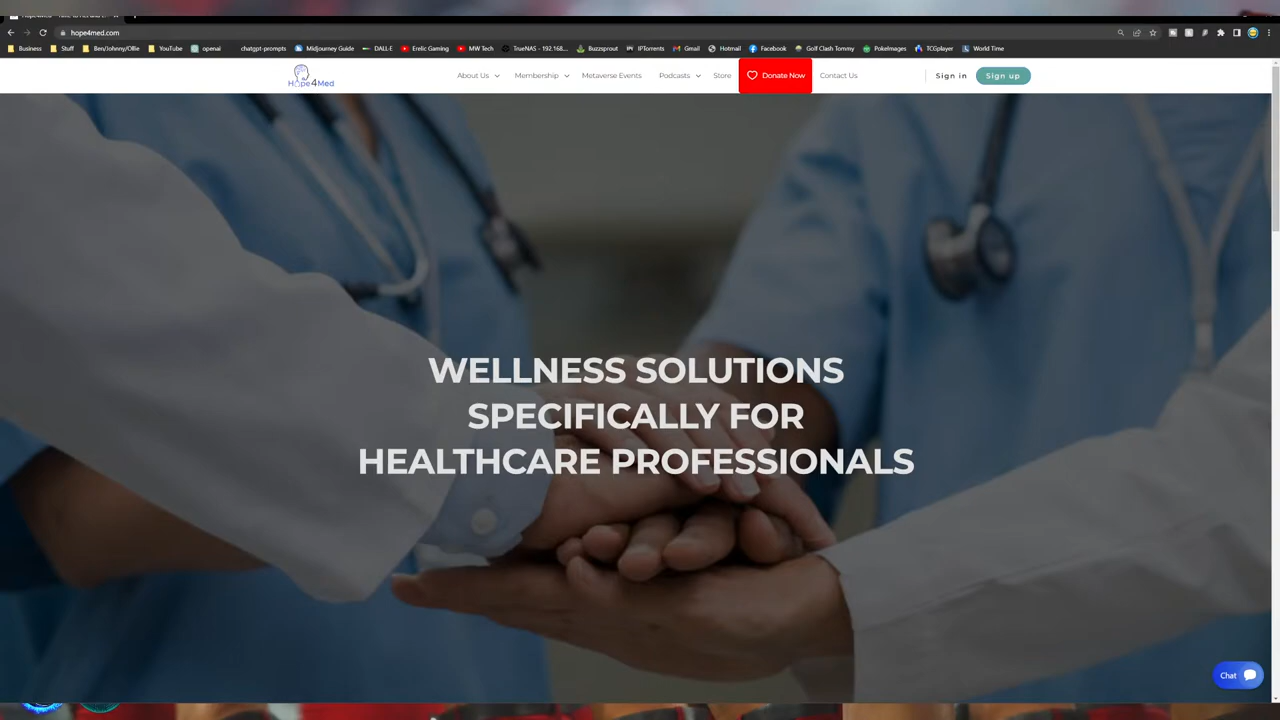 hope4med.com
Business Stuff Ben/Johnny/Ollie YouTube openai chatgpt-prompts Midjourney Guide DALL-E Erelic Gaming MW Tech TrueNAS - 192.168... Buzzsprout IPTorrents Gmail Hotmail Facebook Golf Clash Tommy PokeImages TCGplayer World Time
Hope4Med About Us Membership Metaverse Events Podcasts Store Donate Now Contact Us Sign in Sign up
WELLNESS SOLUTIONS
SPECIFICALLY FOR
HEALTHCARE PROFESSIONALS
Chat